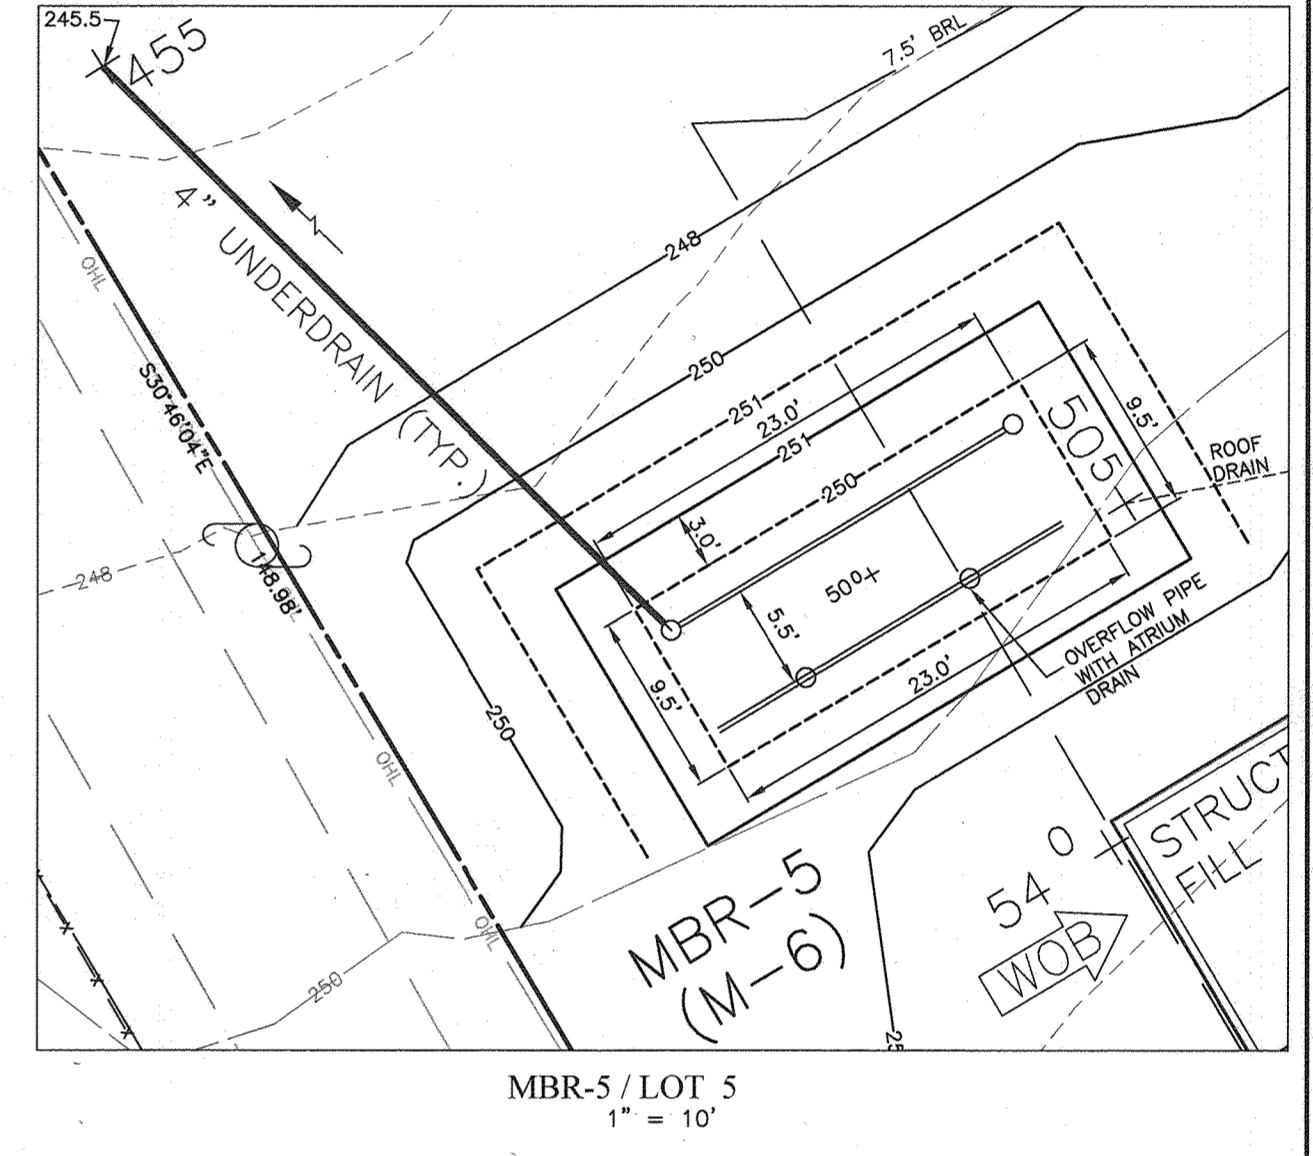 245.5
455
7.5' BRL
4" UNDERDRAIN (TYP.)
N
248
250
251
23.0'
251
250
3.0'
505
9.5'
ROOF
DRAIN
OHL
S30°46'04"E
148.98'
248
50⁰+
5.5'
9.5'
23.0'
OVERFLOW PIPE
WITH ATRIUM
DRAIN
250
OHL
OHL
250
MBR-5
(M-6)
54
0
WOB
STRUCT
FILL
25
MBR-5 / LOT 5
1" = 10'